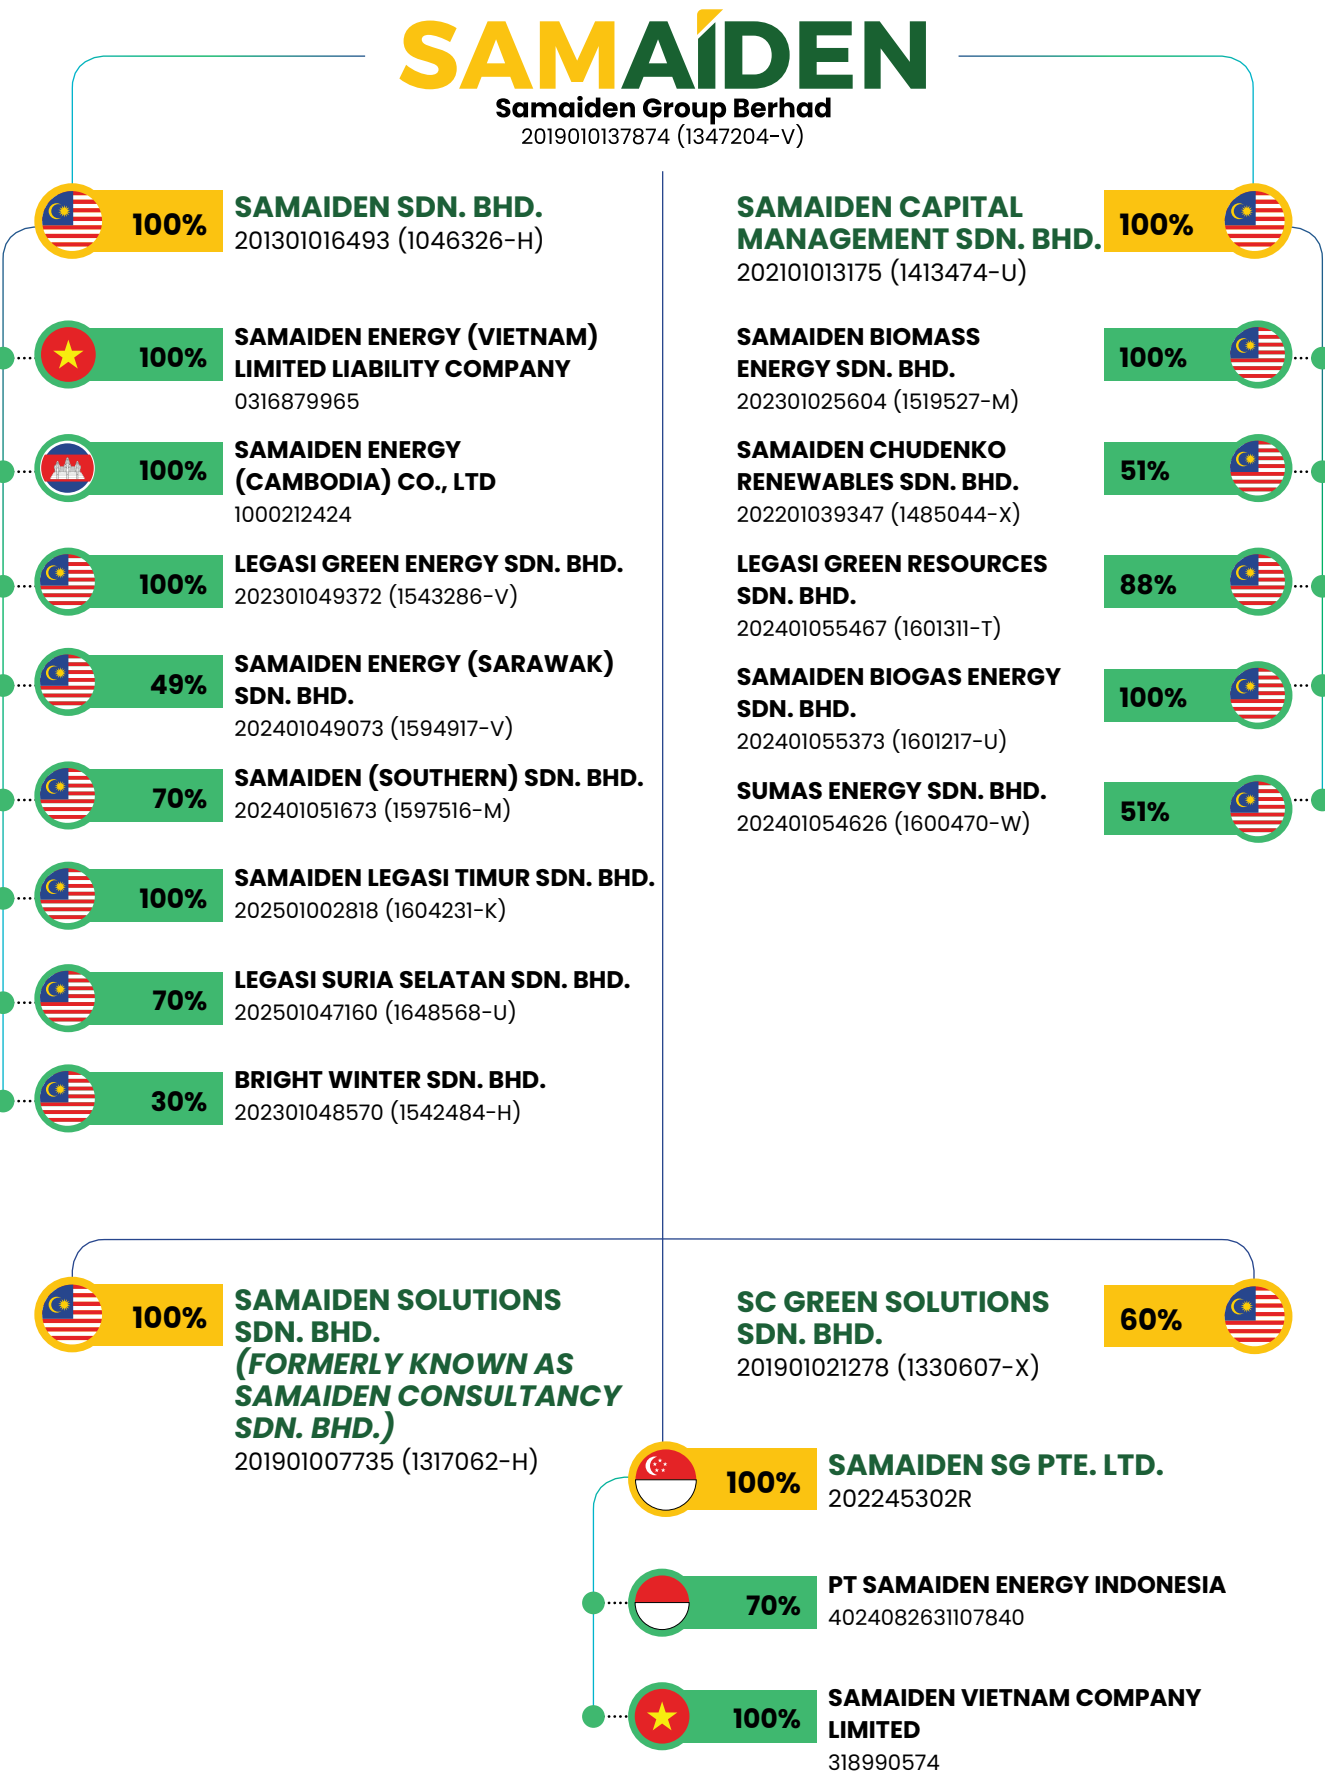 SAMAIDEN
Samaiden Group Berhad
2019010137874 (1347204-V)
100%
SAMAIDEN SDN. BHD.
201301016493 (1046326-H)
100%
SAMAIDEN ENERGY (VIETNAM)
LIMITED LIABILITY COMPANY
0316879965
100%
SAMAIDEN ENERGY
(CAMBODIA) CO., LTD
1000212424
100%
LEGASI GREEN ENERGY SDN. BHD.
202301049372 (1543286-V)
49%
SAMAIDEN ENERGY (SARAWAK)
SDN. BHD.
202401049073 (1594917-V)
70%
SAMAIDEN (SOUTHERN) SDN. BHD.
202401051673 (1597516-M)
100%
SAMAIDEN LEGASI TIMUR SDN. BHD.
202501002818 (1604231-K)
70%
LEGASI SURIA SELATAN SDN. BHD.
202501047160 (1648568-U)
30%
BRIGHT WINTER SDN. BHD.
202301048570 (1542484-H)
SAMAIDEN CAPITAL
MANAGEMENT SDN. BHD.
202101013175 (1413474-U)
100%
SAMAIDEN BIOMASS
ENERGY SDN. BHD.
202301025604 (1519527-M)
100%
SAMAIDEN CHUDENKO
RENEWABLES SDN. BHD.
202201039347 (1485044-X)
51%
LEGASI GREEN RESOURCES
SDN. BHD.
202401055467 (1601311-T)
88%
SAMAIDEN BIOGAS ENERGY
SDN. BHD.
202401055373 (1601217-U)
100%
SUMAS ENERGY SDN. BHD.
202401054626 (1600470-W)
51%
100%
SAMAIDEN SOLUTIONS
SDN. BHD.
(FORMERLY KNOWN AS
SAMAIDEN CONSULTANCY
SDN. BHD.)
201901007735 (1317062-H)
SC GREEN SOLUTIONS
SDN. BHD.
201901021278 (1330607-X)
60%
100%
SAMAIDEN SG PTE. LTD.
202245302R
70%
PT SAMAIDEN ENERGY INDONESIA
4024082631107840
100%
SAMAIDEN VIETNAM COMPANY
LIMITED
318990574